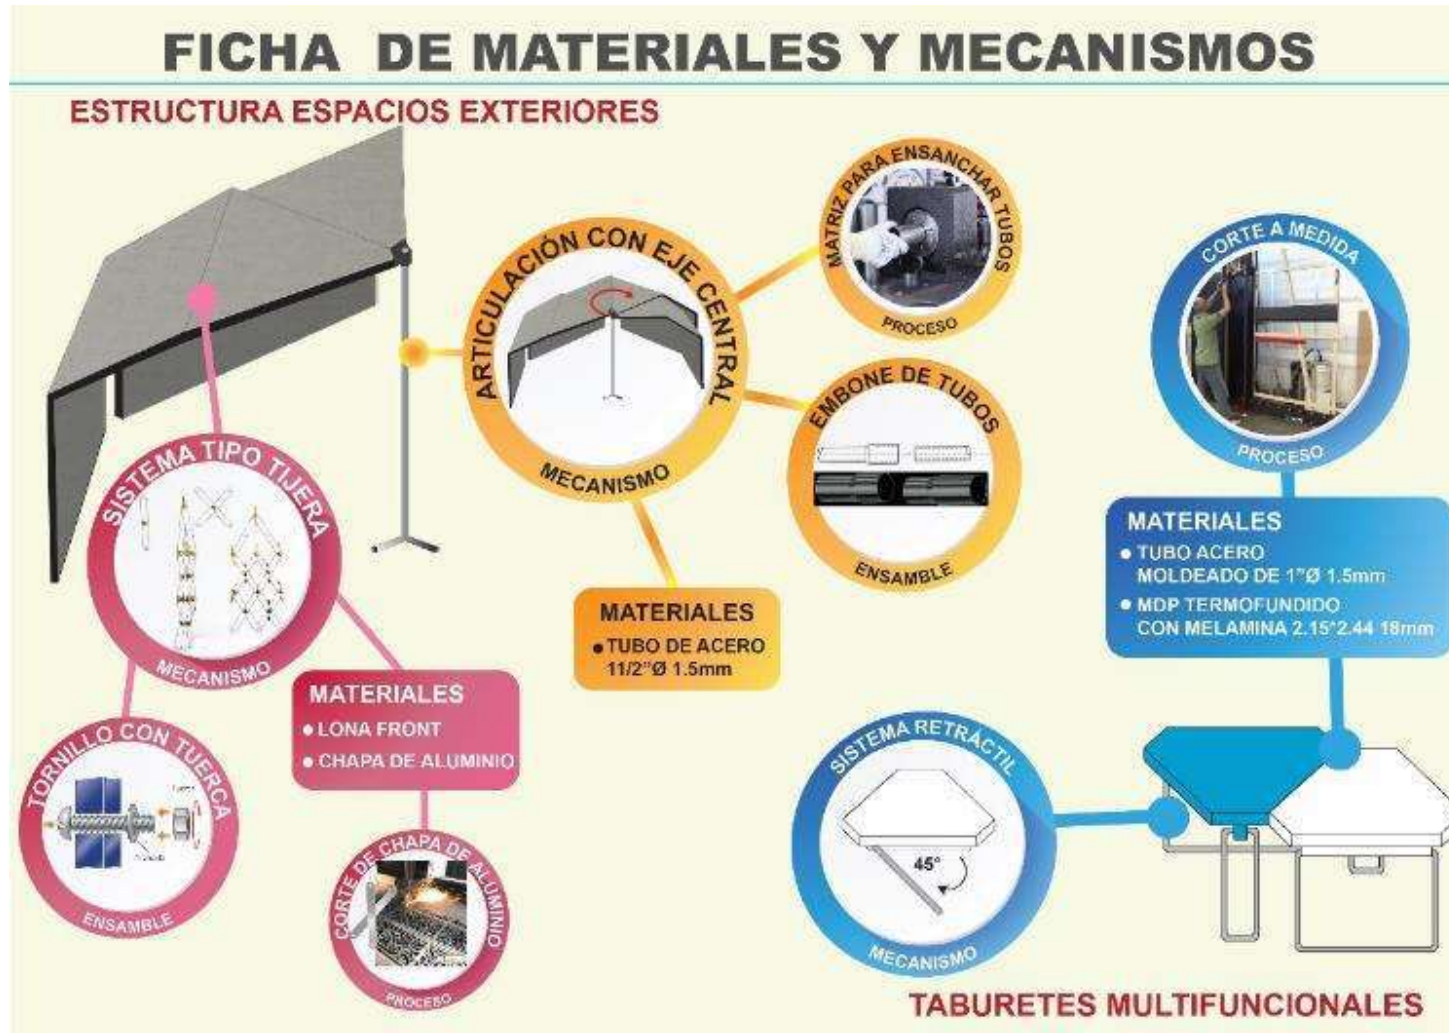 FICHA DE MATERIALES Y MECANISMOS
ESTRUCTURA ESPACIOS EXTERIORES
SISTEMA TIPO TIJERA
MECANISMO
TORNILLO CON TUERCA
ENSAMBLE
MATERIALES
LONA FRONT
CHAPA DE ALUMINIO
CORTE DE CHAPA DE ALUMINIO
PROCESO
ARTICULACIÓN CON EJE CENTRAL
MECANISMO
MATRIZ PARA ENSANCHAR TUBOS
PROCESO
EMBONE DE TUBOS
ENSAMBLE
MATERIALES
TUBO DE ACERO
11/2”Ø 1.5mm
CORTE A MEDIDA
PROCESO
MATERIALES
TUBO ACERO
MOLDEADO DE 1”Ø 1.5mm
MDP TERMOFUNDIDO
CON MELAMINA 2.15*2.44 18mm
SISTEMA RETRÁCTIL
45°
MECANISMO
TABURETES MULTIFUNCIONALES